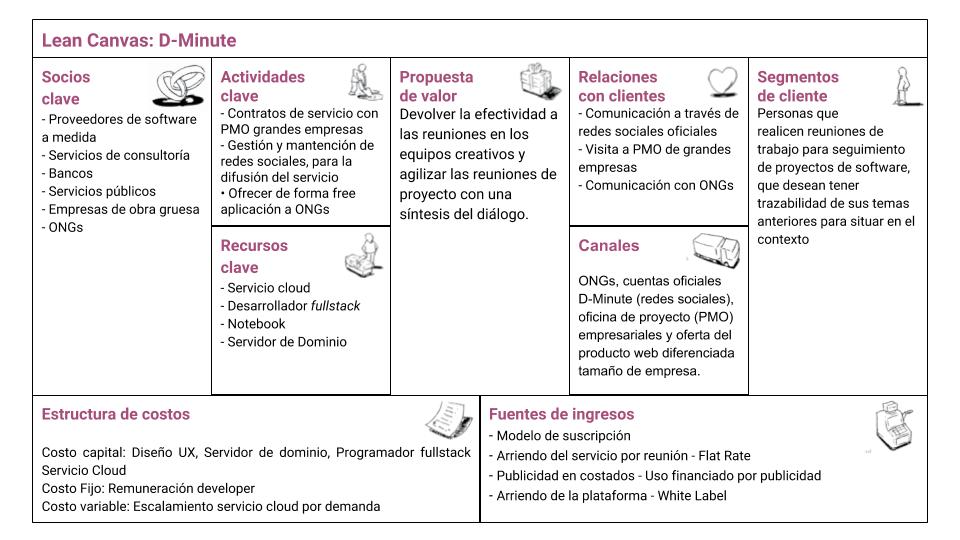 Lean Canvas: D-Minute
Socios
clave
- Proveedores de software
a medida
- Servicios de consultoría
- Bancos
- Servicios públicos
- Empresas de obra gruesa
- ONGs
Actividades
clave
- Contratos de servicio con
PMO grandes empresas
- Gestión y mantención de
redes sociales, para la
difusión del servicio
• Ofrecer de forma free
aplicación a ONGs
Recursos
clave
- Servicio cloud
- Desarrollador fullstack
- Notebook
- Servidor de Dominio
Propuesta
de valor
Devolver la efectividad a
las reuniones en los
equipos creativos y
agilizar las reuniones de
proyecto con una
síntesis del diálogo.
Relaciones
con clientes
- Comunicación a través de
redes sociales oficiales
- Visita a PMO de grandes
empresas
- Comunicación con ONGs
Canales
ONGs, cuentas oficiales
D-Minute (redes sociales),
oficina de proyecto (PMO)
empresariales y oferta del
producto web diferenciada
tamaño de empresa.
Segmentos
de cliente
Personas que
realicen reuniones de
trabajo para seguimiento
de proyectos de software,
que desean tener
trazabilidad de sus temas
anteriores para situar en el
contexto
Estructura de costos
Costo capital: Diseño UX, Servidor de dominio, Programador fullstack
Servicio Cloud
Costo Fijo: Remuneración developer
Costo variable: Escalamiento servicio cloud por demanda
Fuentes de ingresos
- Modelo de suscripción
- Arriendo del servicio por reunión - Flat Rate
- Publicidad en costados - Uso financiado por publicidad
- Arriendo de la plataforma - White Label